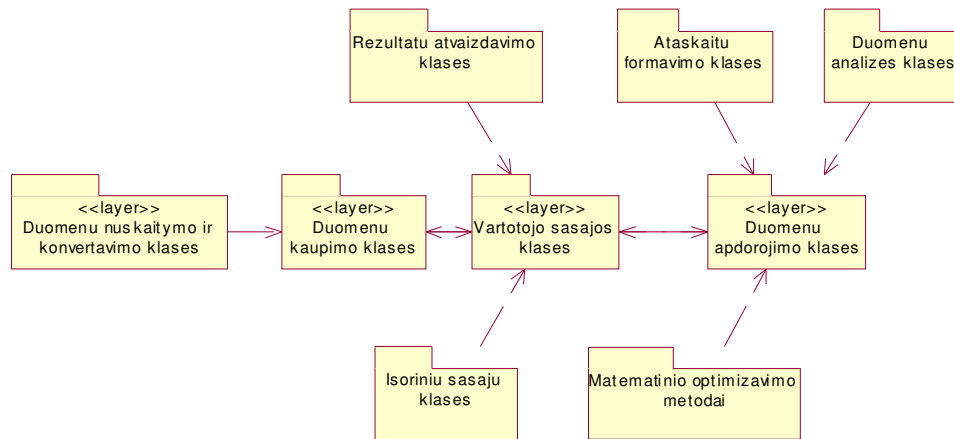 Rezultatu atvaizdavimo
klases
Ataskaitu
formavimo klases
Duomenu
analizes klases
<<layer>>
Duomenu nuskaitymo ir
konvertavimo klases
<<layer>>
Duomenu
kaupimo klases
<<layer>>
Vartotojo sasajos
klases
<<layer>>
Duomenu
apdorojimo klases
Isoriniu sasaju
klases
Matematinio optimizavimo
metodai